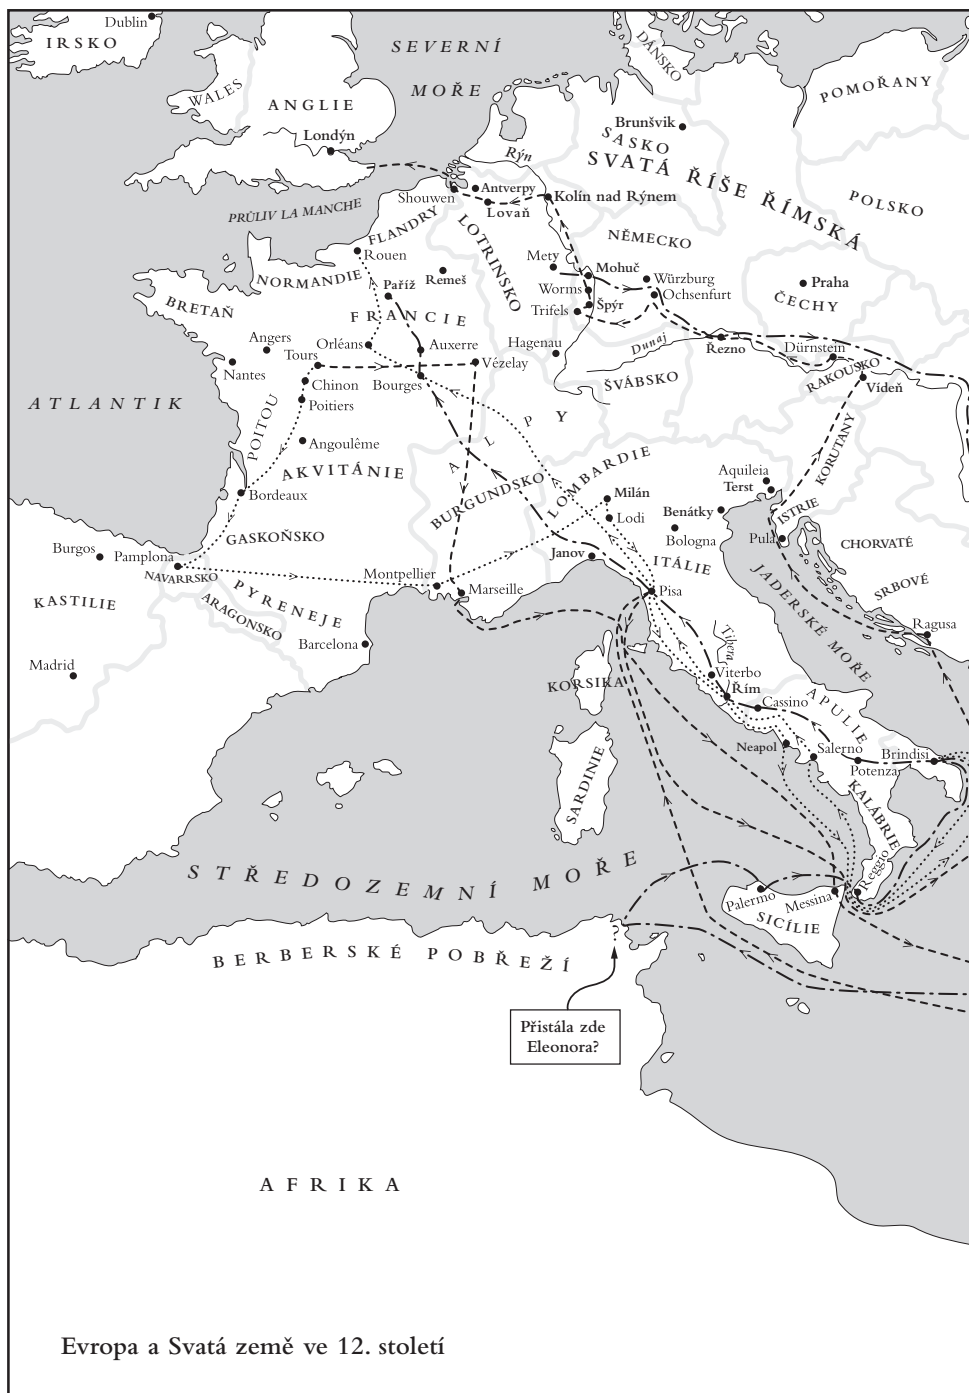 Dublin
IRSKO
SEVERNÍ
MOŘE
DÁNSKO
POMOŘANY
WALES
ANGLIE
Londýn
Brunšvik
SASKO
Rýn
SVATÁ ŘÍŠE ŘÍMSKÁ
Shouwen
Antverpy
Lovaň
Kolín nad Rýnem
POLSKO
PRŮLIV LA MANCHE
FLANDRY
LOTRINSKO
NĚMECKO
Rouen
NORMANDIE
Remeš
Mety
Mohuč
Würzburg
Ochsenfurt
Praha
ČECHY
Paříž
Worms
Špýr
Trifels
BRETAŇ
FRANCIE
Angers
Orléans
Auxerre
Hagenau
Dunaj
Řezno
Dürnstein
Tours
Vézelay
RAKOUSKO
Nantes
Chinon
Bourges
ŠVÁBSKO
Vídeň
ATLANTIK
Poitiers
POITOU
ALPY
KORUTANY
Angoulême
AKVITÁNIE
BURGUNDSKO
LOMBARDIE
Aquileia
Terst
Bordeaux
Milán
Lodi
Benátky
ISTRIE
GASKOŇSKO
Bologna
Pula
CHORVATÉ
Burgos
Pamplona
NAVARRSKO
Janov
ITÁLIE
JADERSKÉ MOŘE
SRBOVÉ
KASTILIE
PYRENEJE
ARAGONSKO
Montpellier
Marseille
Pisa
Ragusa
Barcelona
Tibera
Madrid
Viterbo
Řím
KORSIKA
Cassino
APULIE
Neapol
Salerno
Brindisi
Potenza
SARDINIE
KALÁBRIE
STŘEDOZEMNÍ MOŘE
Reggio
Palermo
Messina
SICÍLIE
?
BERBERSKÉ POBŘEŽÍ
Přistála zde
Eleonora?
AFRIKA
Evropa a Svatá země ve 12. století